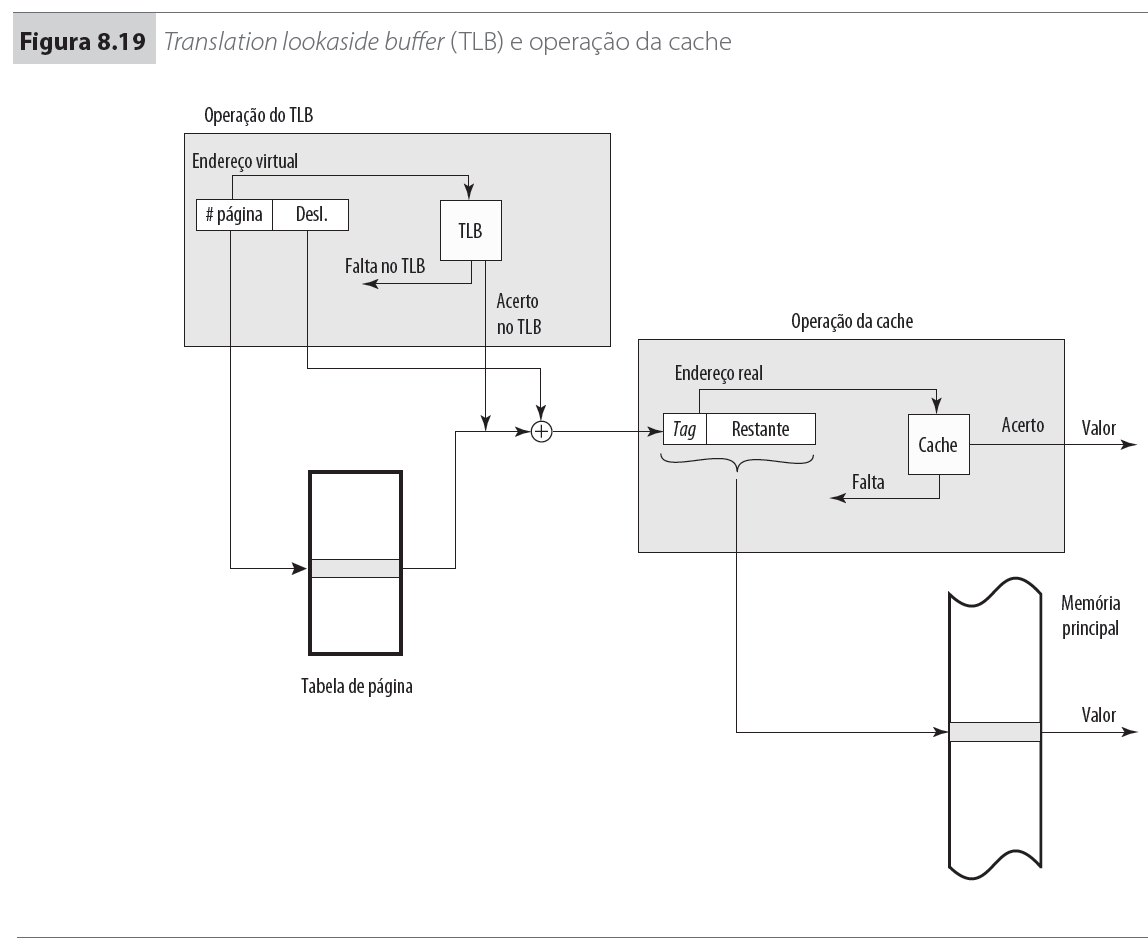 Figura 8.19 Translation lookaside buffer (TLB) e operação da cache
Operação do TLB
Endereço virtual
# página Desl.
TLB
Falta no TLB
Acerto
no TLB
Operação da cache
Endereço real
Tag Restante
Cache
Acerto
Valor
Falta
Tabela de página
Memória
principal
Valor